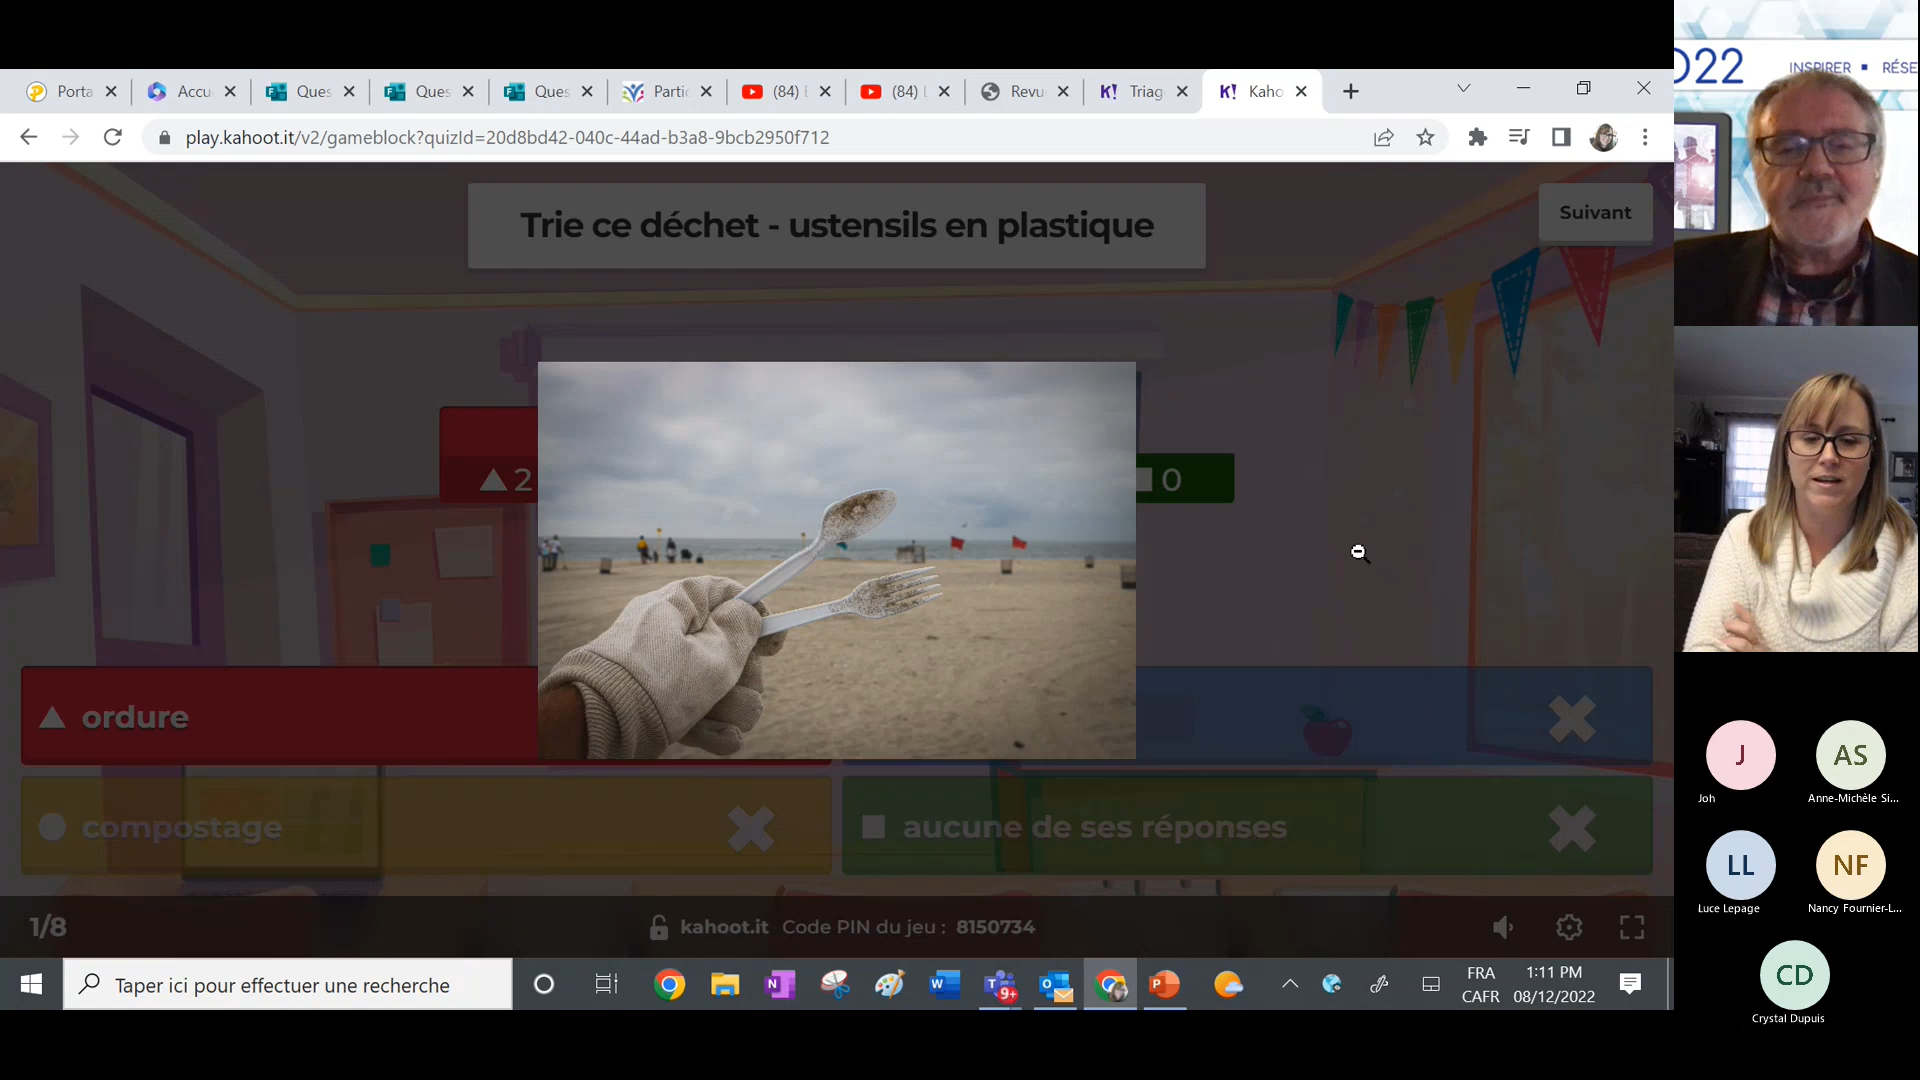 Porta
Accu
Ques
Ques
Ques
Partic
(84)
(84)
Revu
K! Triag
K! Kaho
play.kahoot.it/v2/gameblock?quizId=20d8bd42-040c-44ad-b3a8-9bcb2950f712
Trie ce déchet - ustensils en plastique
Suivant
2
0
ordure
compostage
aucune de ses réponses
1/8
kahoot.it Code PIN du jeu : 8150734
Taper ici pour effectuer une recherche
9+
FRA
CAFR
1:11 PM
08/12/2022
022 INSPIRER ▪ RÉSE
J
Joh
AS
Anne-Michèle Si...
LL
Luce Lepage
NF
Nancy Fournier-L...
CD
Crystal Dupuis